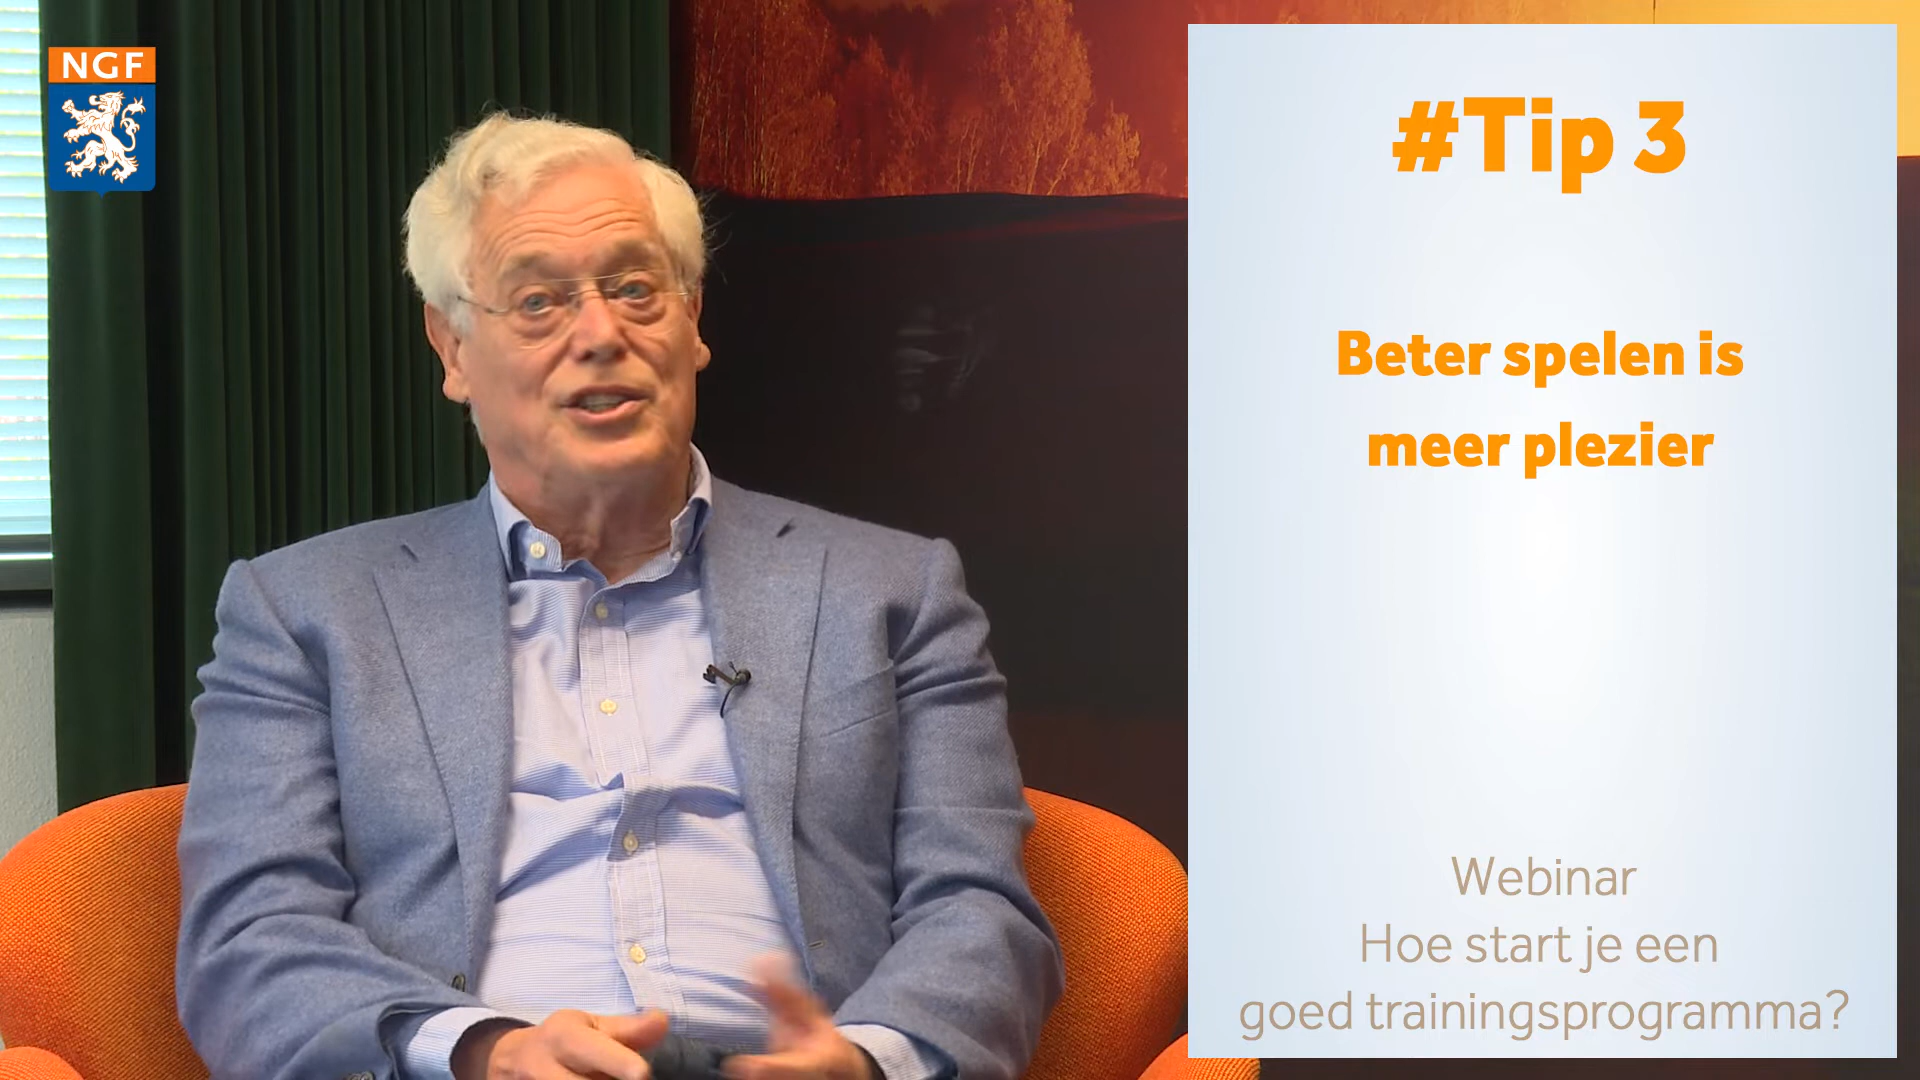 NGF
#Tip 3
Beter spelen is
meer plezier
Webinar
Hoe start je een
goed trainingsprogramma?